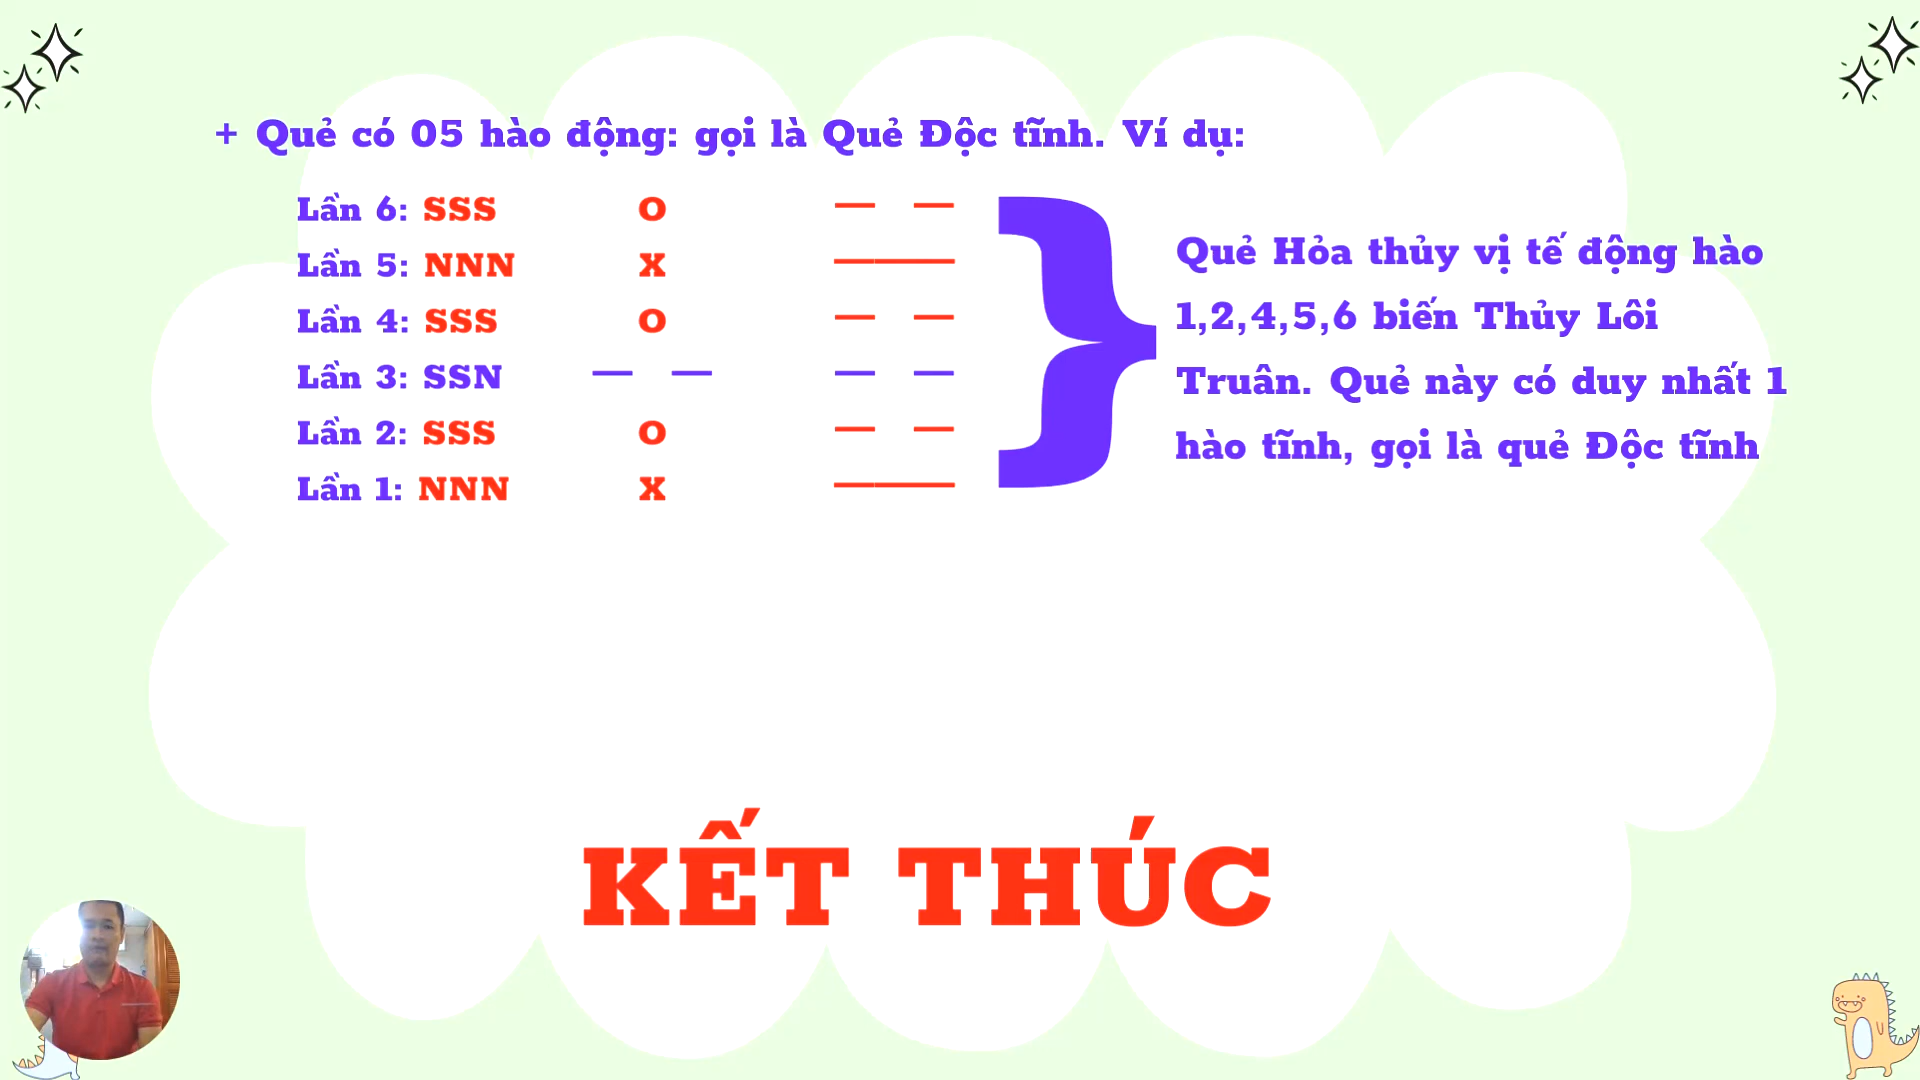 + Quẻ có 05 hào động: gọi là Quẻ Độc tĩnh. Ví dụ:
Lần 6: SSS O
Lần 5: NNN X
Lần 4: SSS O
Lần 3: SSN
Lần 2: SSS O
Lần 1: NNN X
}
Quẻ Hỏa thủy vị tế động hào
1,2,4,5,6 biến Thủy Lôi
Truân. Quẻ này có duy nhất 1
hào tĩnh, gọi là quẻ Độc tĩnh
KẾT THÚC